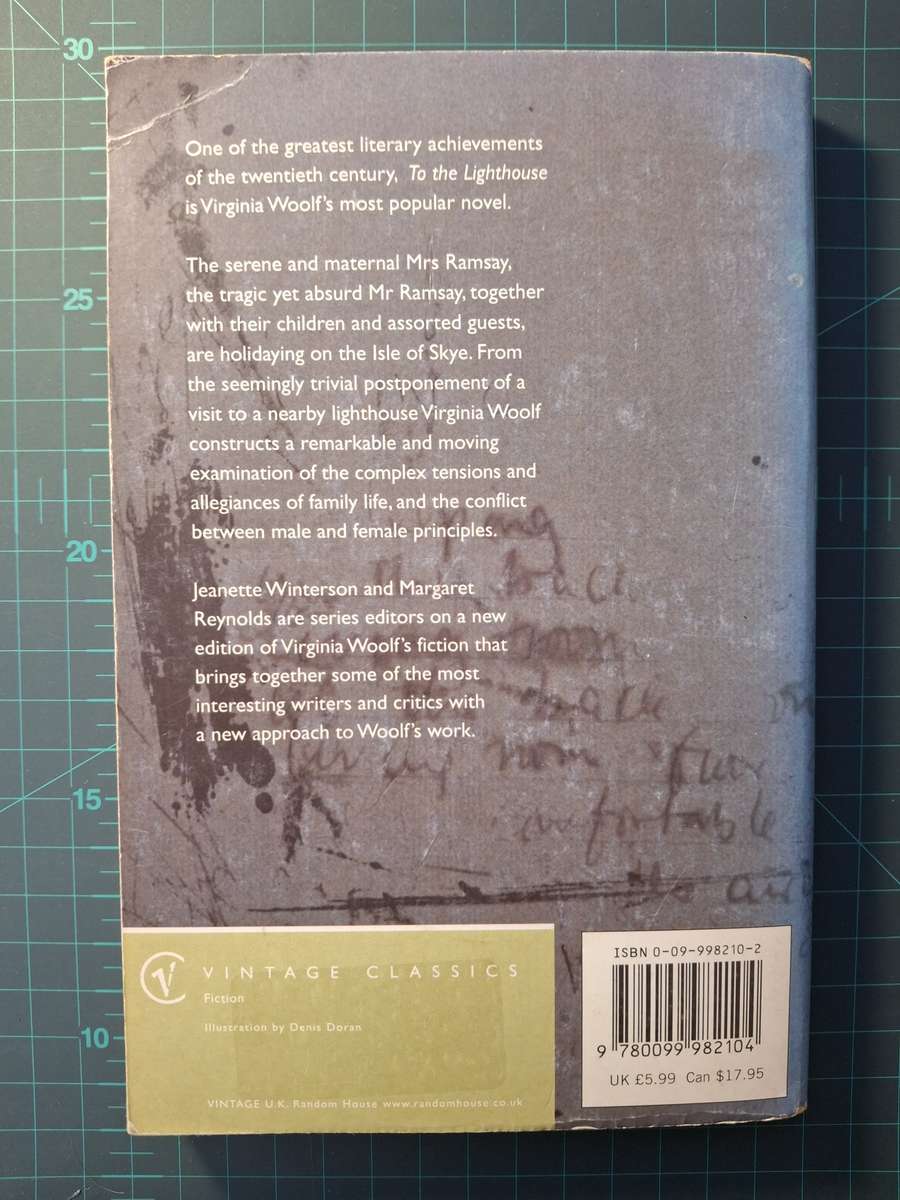 30
25
20
15
10
One of the greatest literary achievements
of the twentieth century, To the Lighthouse
is Virginia Woolf's most popular novel.
The serene and maternal Mrs Ramsay,
the tragic yet absurd Mr Ramsay, together
with their children and assorted guests,
are holidaying on the Isle of Skye. From
the seemingly trivial postponement of a
visit to a nearby lighthouse Virginia Woolf
constructs a remarkable and moving
examination of the complex tensions and
allegiances of family life, and the conflict
between male and female principles.
Jeanette Winterson and Margaret
Reynolds are series editors on a new
edition of Virginia Woolf's fiction that
brings together some of the most
interesting writers and critics with
a new approach to Woolf's work.
room
make
room
comfortable
VINTAGE CLASSICS
Fiction
Illustration by Denis Doran
VINTAGE U.K. Random House www.randomhouse.co.uk
ISBN 0-09-998210-2
9 780099 982104
UK £5.99 Can $17.95